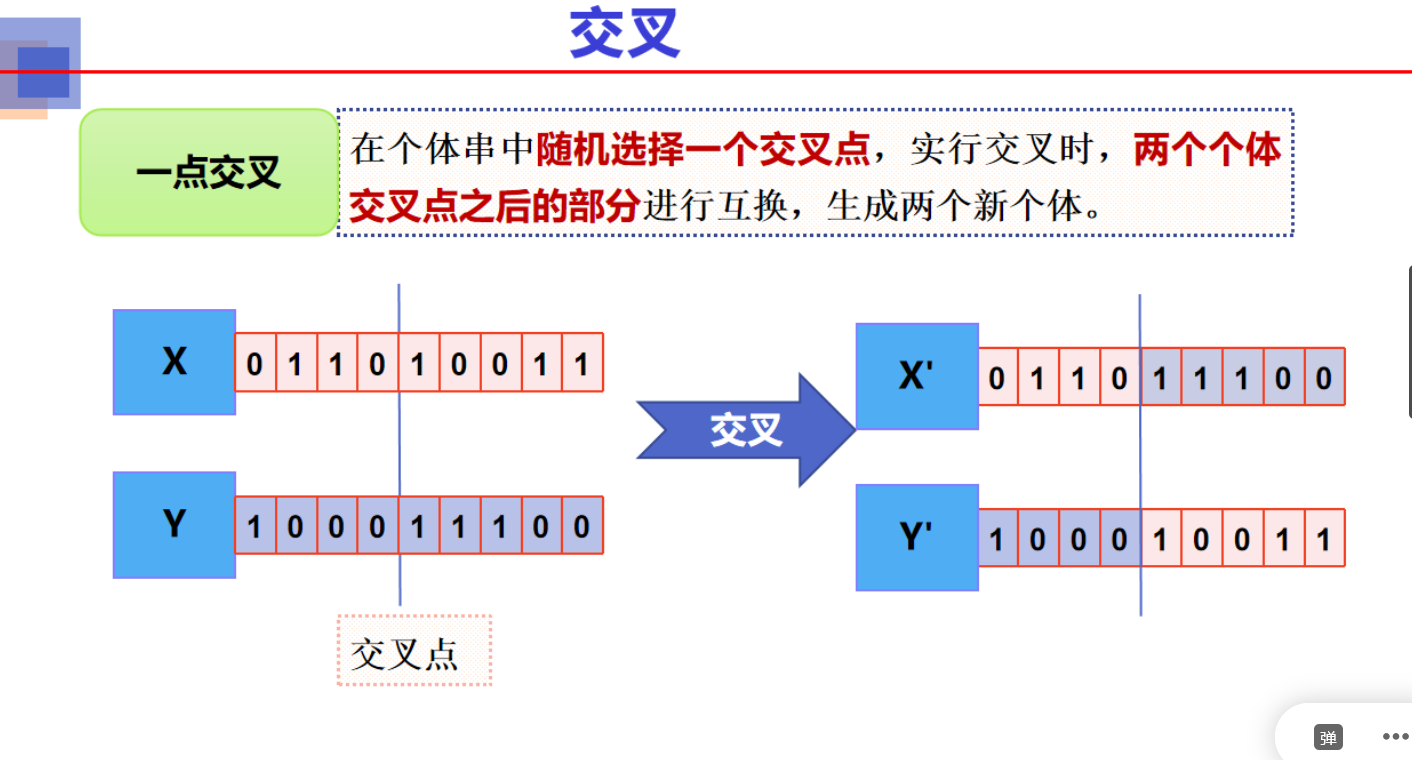 交叉
一点交叉
在个体串中随机选择一个交叉点，实行交叉时，两个个体
交叉点之后的部分进行互换，生成两个新个体。
X 0 1 1 0 1 0 0 1 1
Y 1 0 0 0 1 1 1 0 0
交叉点
交叉
X' 0 1 1 0 1 1 1 0 0
Y' 1 0 0 0 1 0 0 1 1
弹